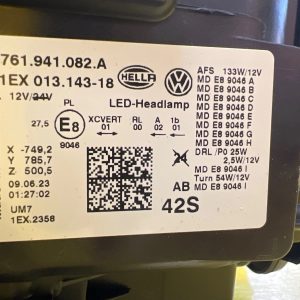 761.941.082.A
1EX 013.143-18
12V/24V
HELLA
VW
LED-Headlamp
PL
27,5
E8
9046
XCVERT RL A 1b
01 00 02 01
X -749,2
Y 785,7
Z 500,5
09.06.23
01:27:02
UM7
1EX.2358
24
AB
42S
AFS 133W/12V
MD E8 9046 A
MD E8 9046 B
MD E8 9046 C
MD E8 9046 D
MD E8 9046 E
MD E8 9046 F
MD E8 9046 G
MD E8 9046 H
DRL /P0 25W
2,5W/12V
MD E8 9046 I
Turn 54W/12V
MD E8 9046 I